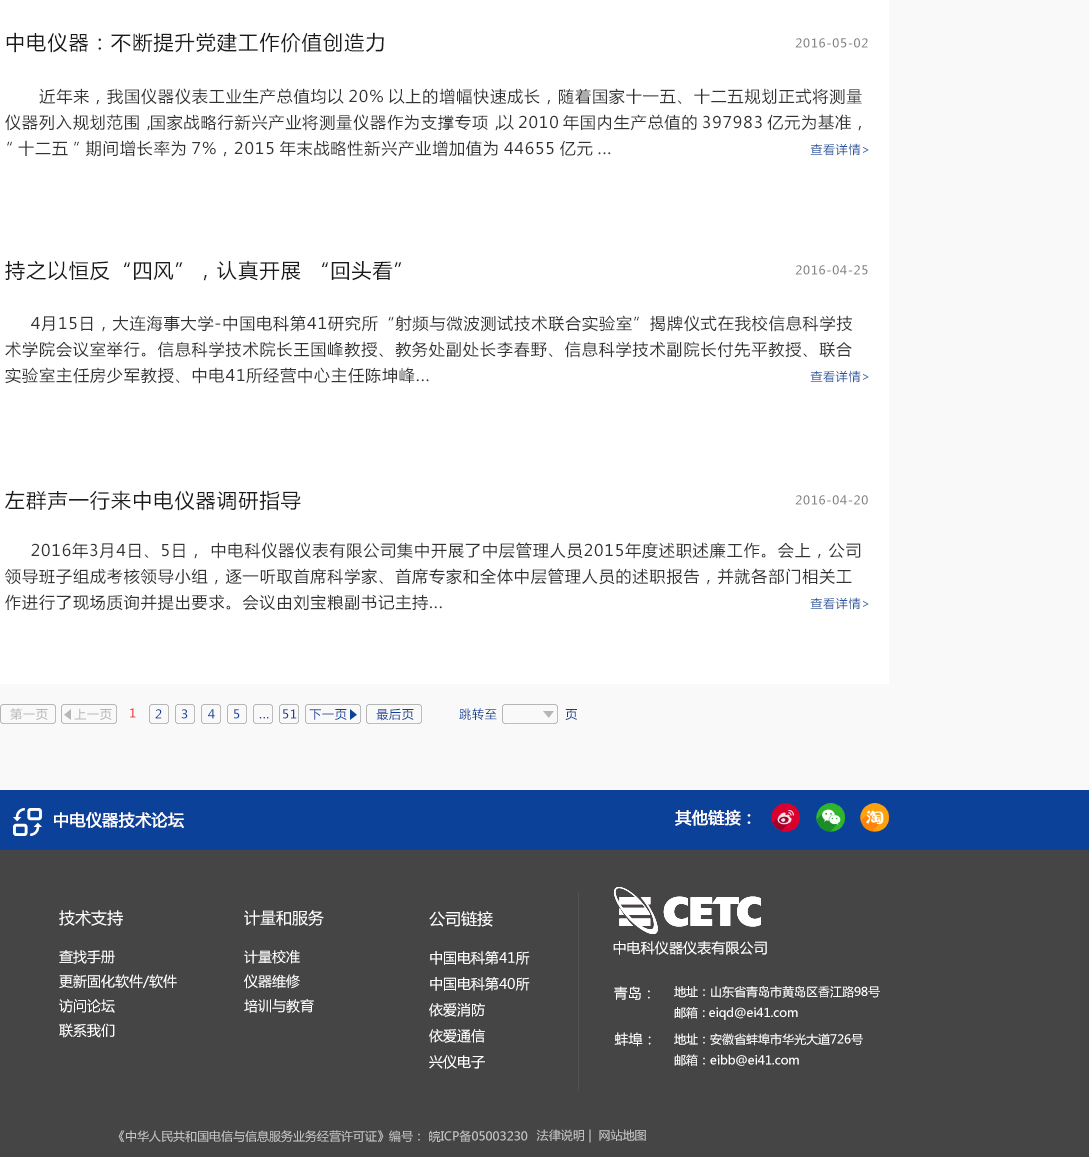 中电仪器：不断提升党建工作价值创造力
2016-05-02
近年来，我国仪器仪表工业生产总值均以 20% 以上的增幅快速成长，随着国家十一五、十二五规划正式将测量
仪器列入规划范围 ,国家战略行新兴产业将测量仪器作为支撑专项 ,以 2010 年国内生产总值的 397983 亿元为基准，
“ 十二五 ” 期间增长率为 7%，2015 年末战略性新兴产业增加值为 44655 亿元 ...
查看详情>
持之以恒反“四风”，认真开展 “回头看”
2016-04-25
4月15日，大连海事大学-中国电科第41研究所“射频与微波测试技术联合实验室”揭牌仪式在我校信息科学技
术学院会议室举行。信息科学技术院长王国峰教授、教务处副处长李春野、信息科学技术副院长付先平教授、联合
实验室主任房少军教授、中电41所经营中心主任陈坤峰...
查看详情>
左群声一行来中电仪器调研指导
2016-04-20
2016年3月4日、5日， 中电科仪器仪表有限公司集中开展了中层管理人员2015年度述职述廉工作。会上，公司
领导班子组成考核领导小组，逐一听取首席科学家、首席专家和全体中层管理人员的述职报告，并就各部门相关工
作进行了现场质询并提出要求。会议由刘宝粮副书记主持...
查看详情>
第一页 上一页 1 2 3 4 5 ... 51 下一页 最后页 跳转至 页
中电仪器技术论坛
其他链接：
淘
技术支持
查找手册
更新固化软件/软件
访问论坛
联系我们
计量和服务
计量校准
仪器维修
培训与教育
公司链接
中国电科第41所
中国电科第40所
依爱消防
依爱通信
兴仪电子
CETC
中电科仪器仪表有限公司
青岛： 地址：山东省青岛市黄岛区香江路98号
邮箱：eiqd@ei41.com
蚌埠： 地址：安徽省蚌埠市华光大道726号
邮箱：eibb@ei41.com
《中华人民共和国电信与信息服务业务经营许可证》编号： 皖ICP备05003230 法律说明 | 网站地图